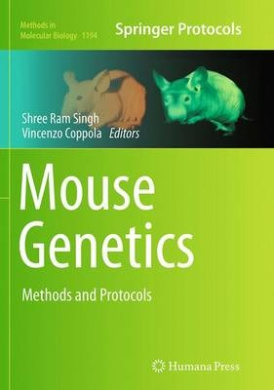 Methods in
Molecular Biology 1194
Springer Protocols
Shree Ram Singh
Vincenzo Coppola Editors
Mouse
Genetics
Methods and Protocols
Humana Press